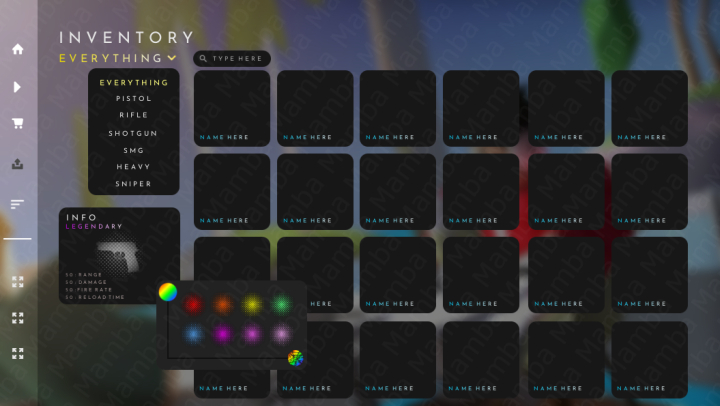 INVENTORY
EVERYTHING
TYPE HERE
EVERYTHING
PISTOL
RIFLE
SHOTGUN
SMG
HEAVY
SNIPER
INFO
LEGENDARY
50: RANGE
50: DAMAGE
50: FIRE RATE
50: RELOAD TIME
NAME HERE NAME HERE NAME HERE NAME HERE NAME HERE NAME HERE
NAME HERE NAME HERE NAME HERE NAME HERE NAME HERE NAME HERE
HERE NAME HERE NAME HERE NAME HERE NAME HERE
NAME HERE NAME HERE NAME HERE NAME HERE NAME HERE NAME HERE